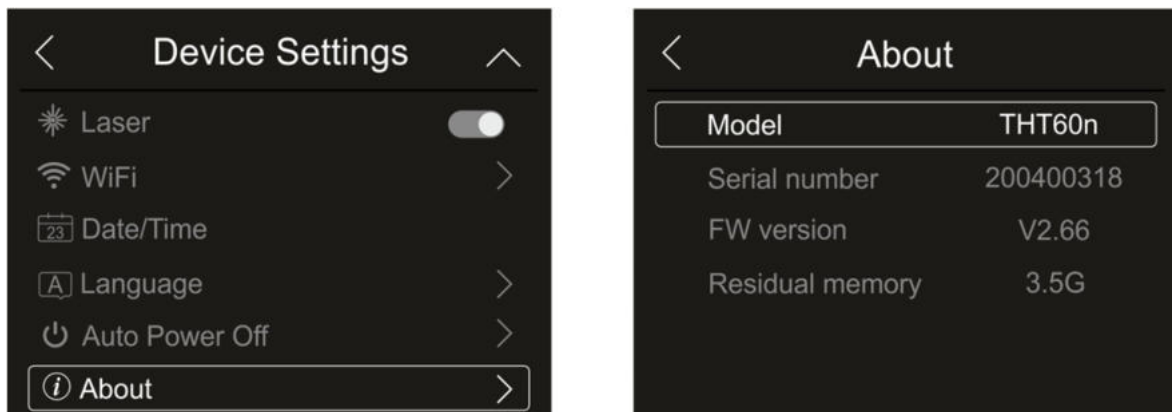 Device Settings
Laser
WiFi
23 Date/Time
A Language
Auto Power Off
i About
About
Model THT60n
Serial number 200400318
FW version V2.66
Residual memory 3.5G